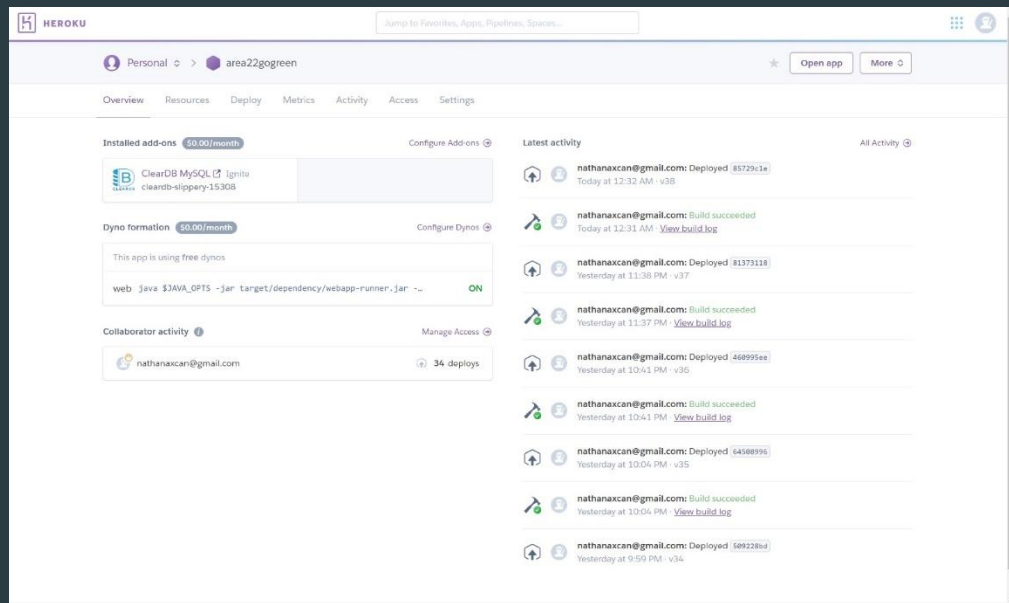 HEROKU
Jump to Favorites, Apps, Pipelines, Spaces...
Personal > area22gogreen
Open app
More
Overview Resources Deploy Metrics Activity Access Settings
Installed add-ons $0.00/month Configure Add-ons
ClearDB MySQL Ignite
cleardb-slippery-15308
CLEARDB
Dyno formation $0.00/month Configure Dynos
This app is using free dynos
web java $JAVA_OPTS -jar target/dependency/webapp-runner.jar -… ON
Collaborator activity Manage Access
nathanaxcan@gmail.com 34 deploys
Latest activity All Activity
nathanaxcan@gmail.com: Deployed 85729c1e
Today at 12:32 AM · v38
nathanaxcan@gmail.com: Build succeeded
Today at 12:31 AM · View build log
nathanaxcan@gmail.com: Deployed 81373118
Yesterday at 11:38 PM · v37
nathanaxcan@gmail.com: Build succeeded
Yesterday at 11:37 PM · View build log
nathanaxcan@gmail.com: Deployed 460995ee
Yesterday at 10:41 PM · v36
nathanaxcan@gmail.com: Build succeeded
Yesterday at 10:41 PM · View build log
nathanaxcan@gmail.com: Deployed 64500996
Yesterday at 10:04 PM · v35
nathanaxcan@gmail.com: Build succeeded
Yesterday at 10:04 PM · View build log
nathanaxcan@gmail.com: Deployed 509228bd
Yesterday at 9:59 PM · v34